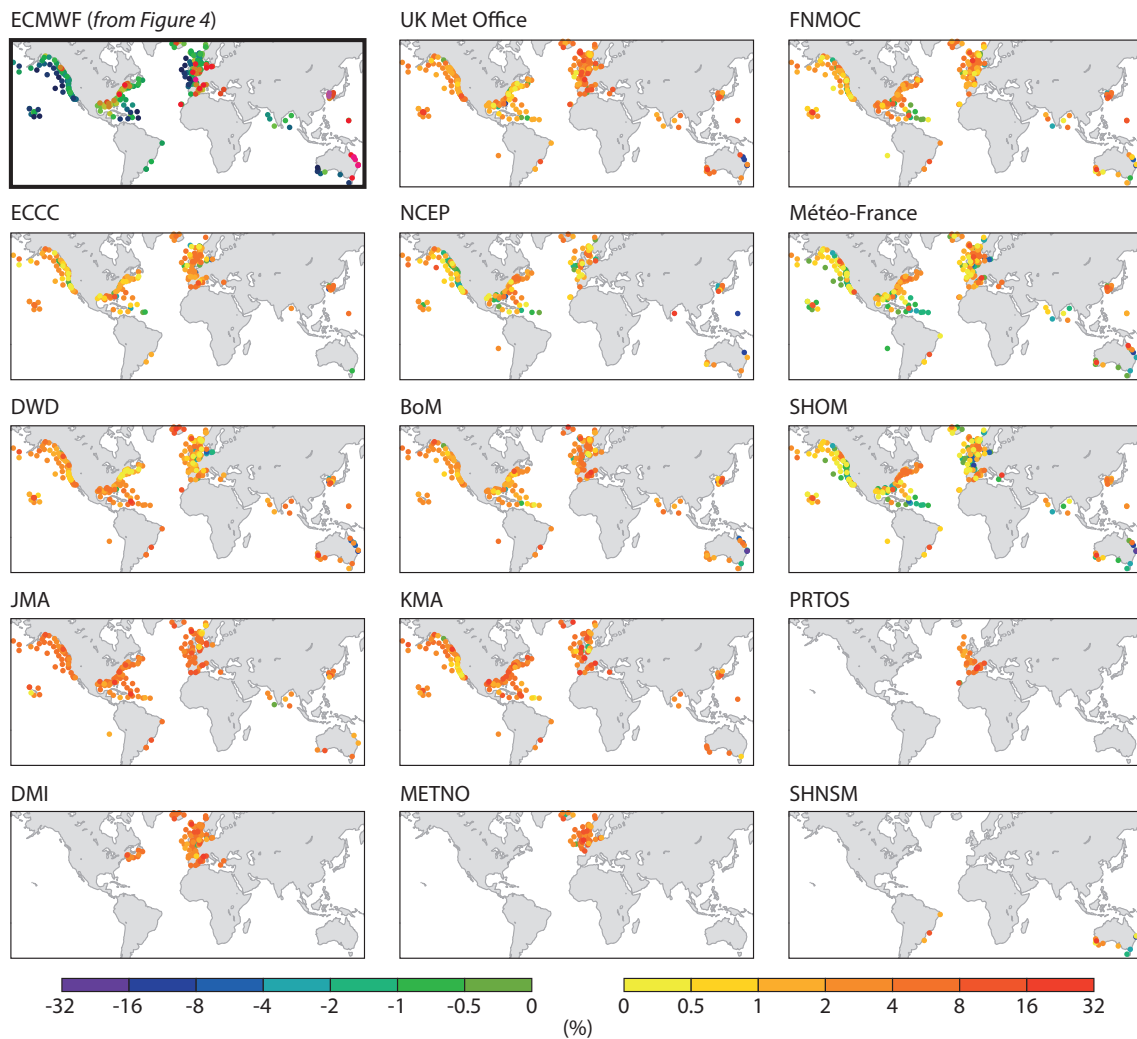 ECMWF (from Figure 4)
UK Met Office
FNMOC
ECCC
NCEP
Météo-France
DWD
BoM
SHOM
JMA
KMA
PRTOS
DMI
METNO
SHNSM
-32 -16 -8 -4 -2 -1 -0.5 0 0 0.5 1 2 4 8 16 32
(%)